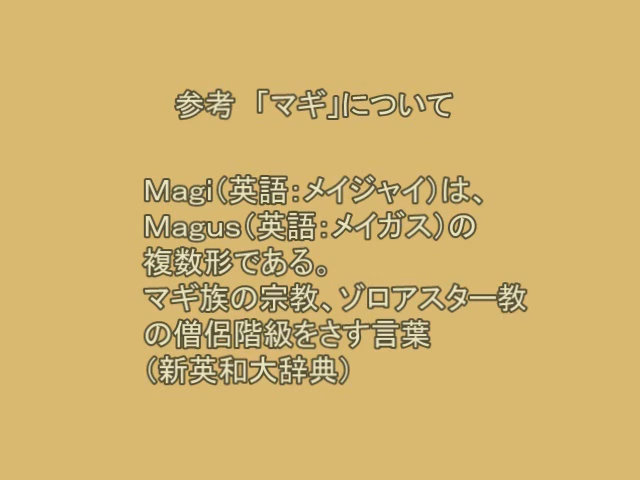 参考　「マギ」について
Magi（英語：メイジャイ）は、
Magus（英語：メイガス）の
複数形である。
マギ族の宗教、ゾロアスター教
の僧侶階級をさす言葉
（新英和大辞典）